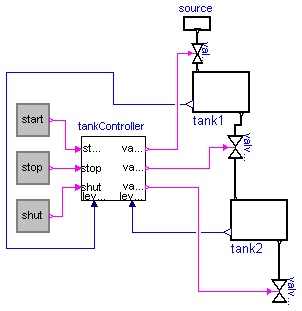 source
val...
tank1
tankController
start
st...
va...
valv...
stop
stop
va...
shut
shut
va...
lev...
lev...
tank2
valv...